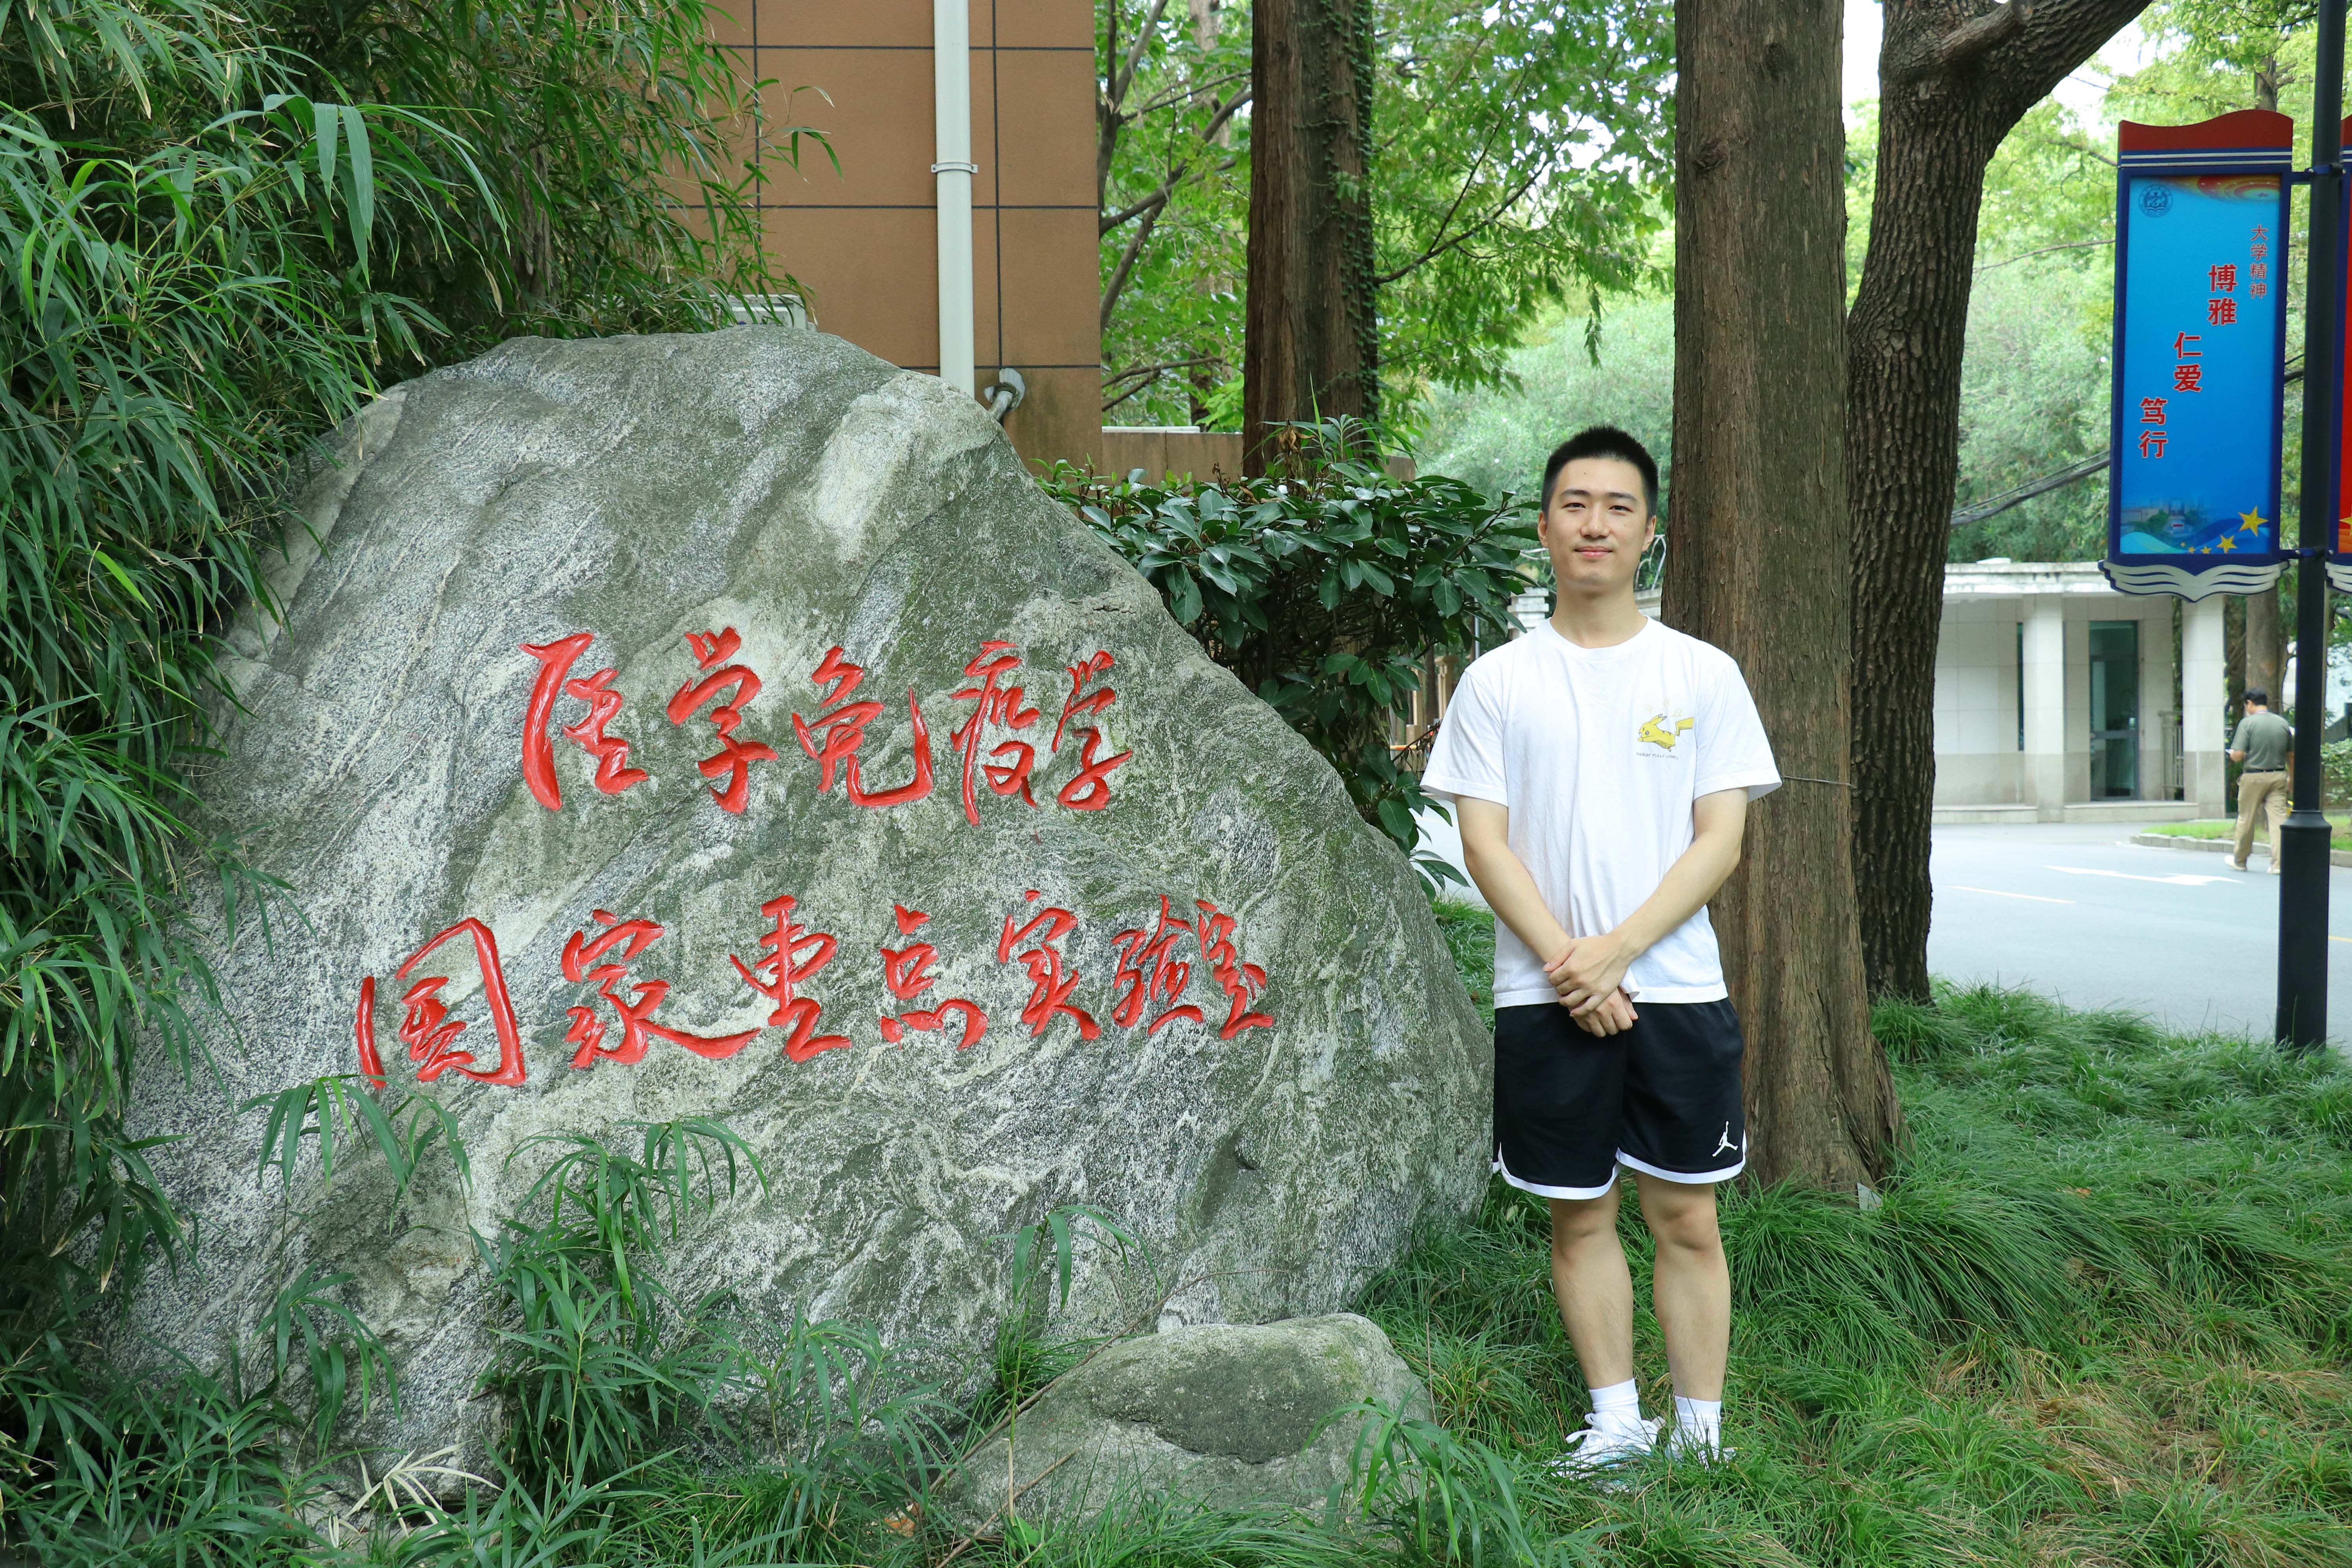 医学免疫学
国家重点实验室
大学精神
博雅
仁爱
笃行